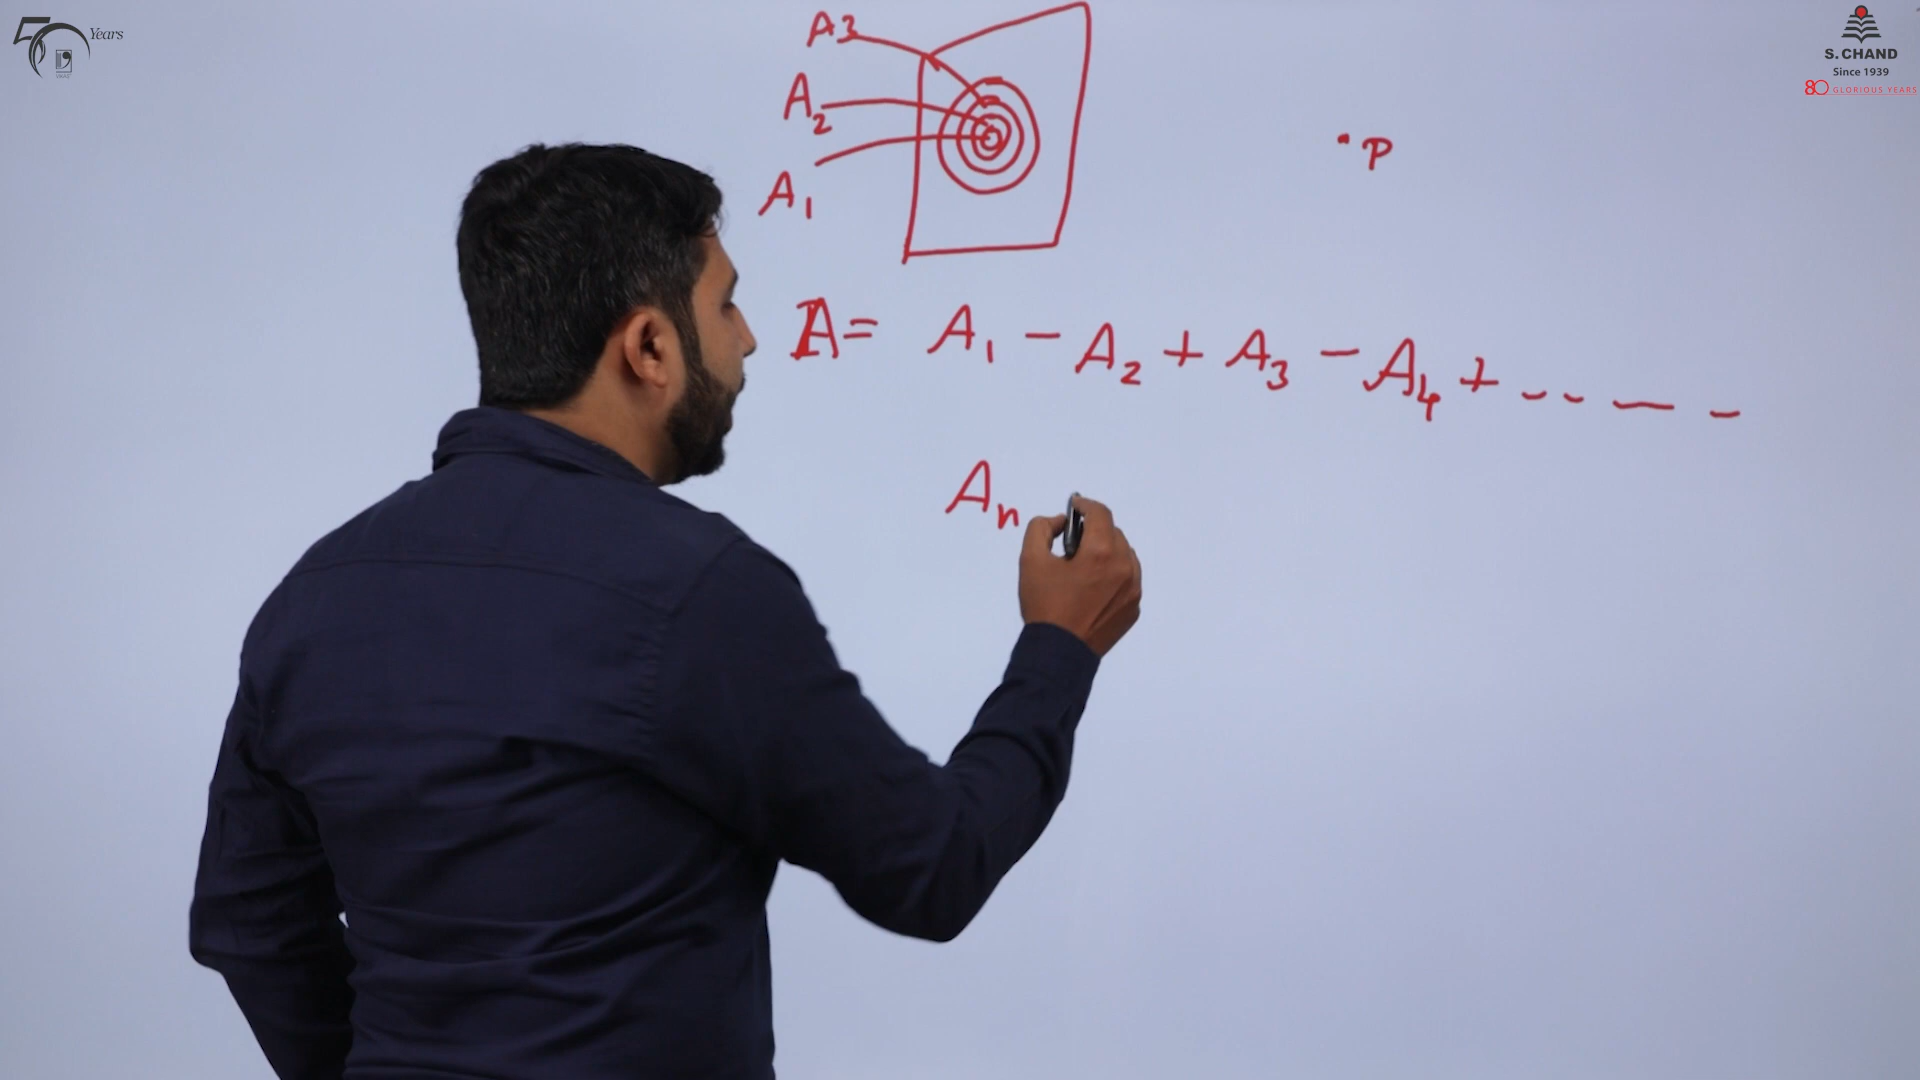 50 Years
S. CHAND
Since 1939
80 GLORIOUS YEARS
A3
A2
A1
P
A = A1 - A2 + A3 - A4 + - - - -
An